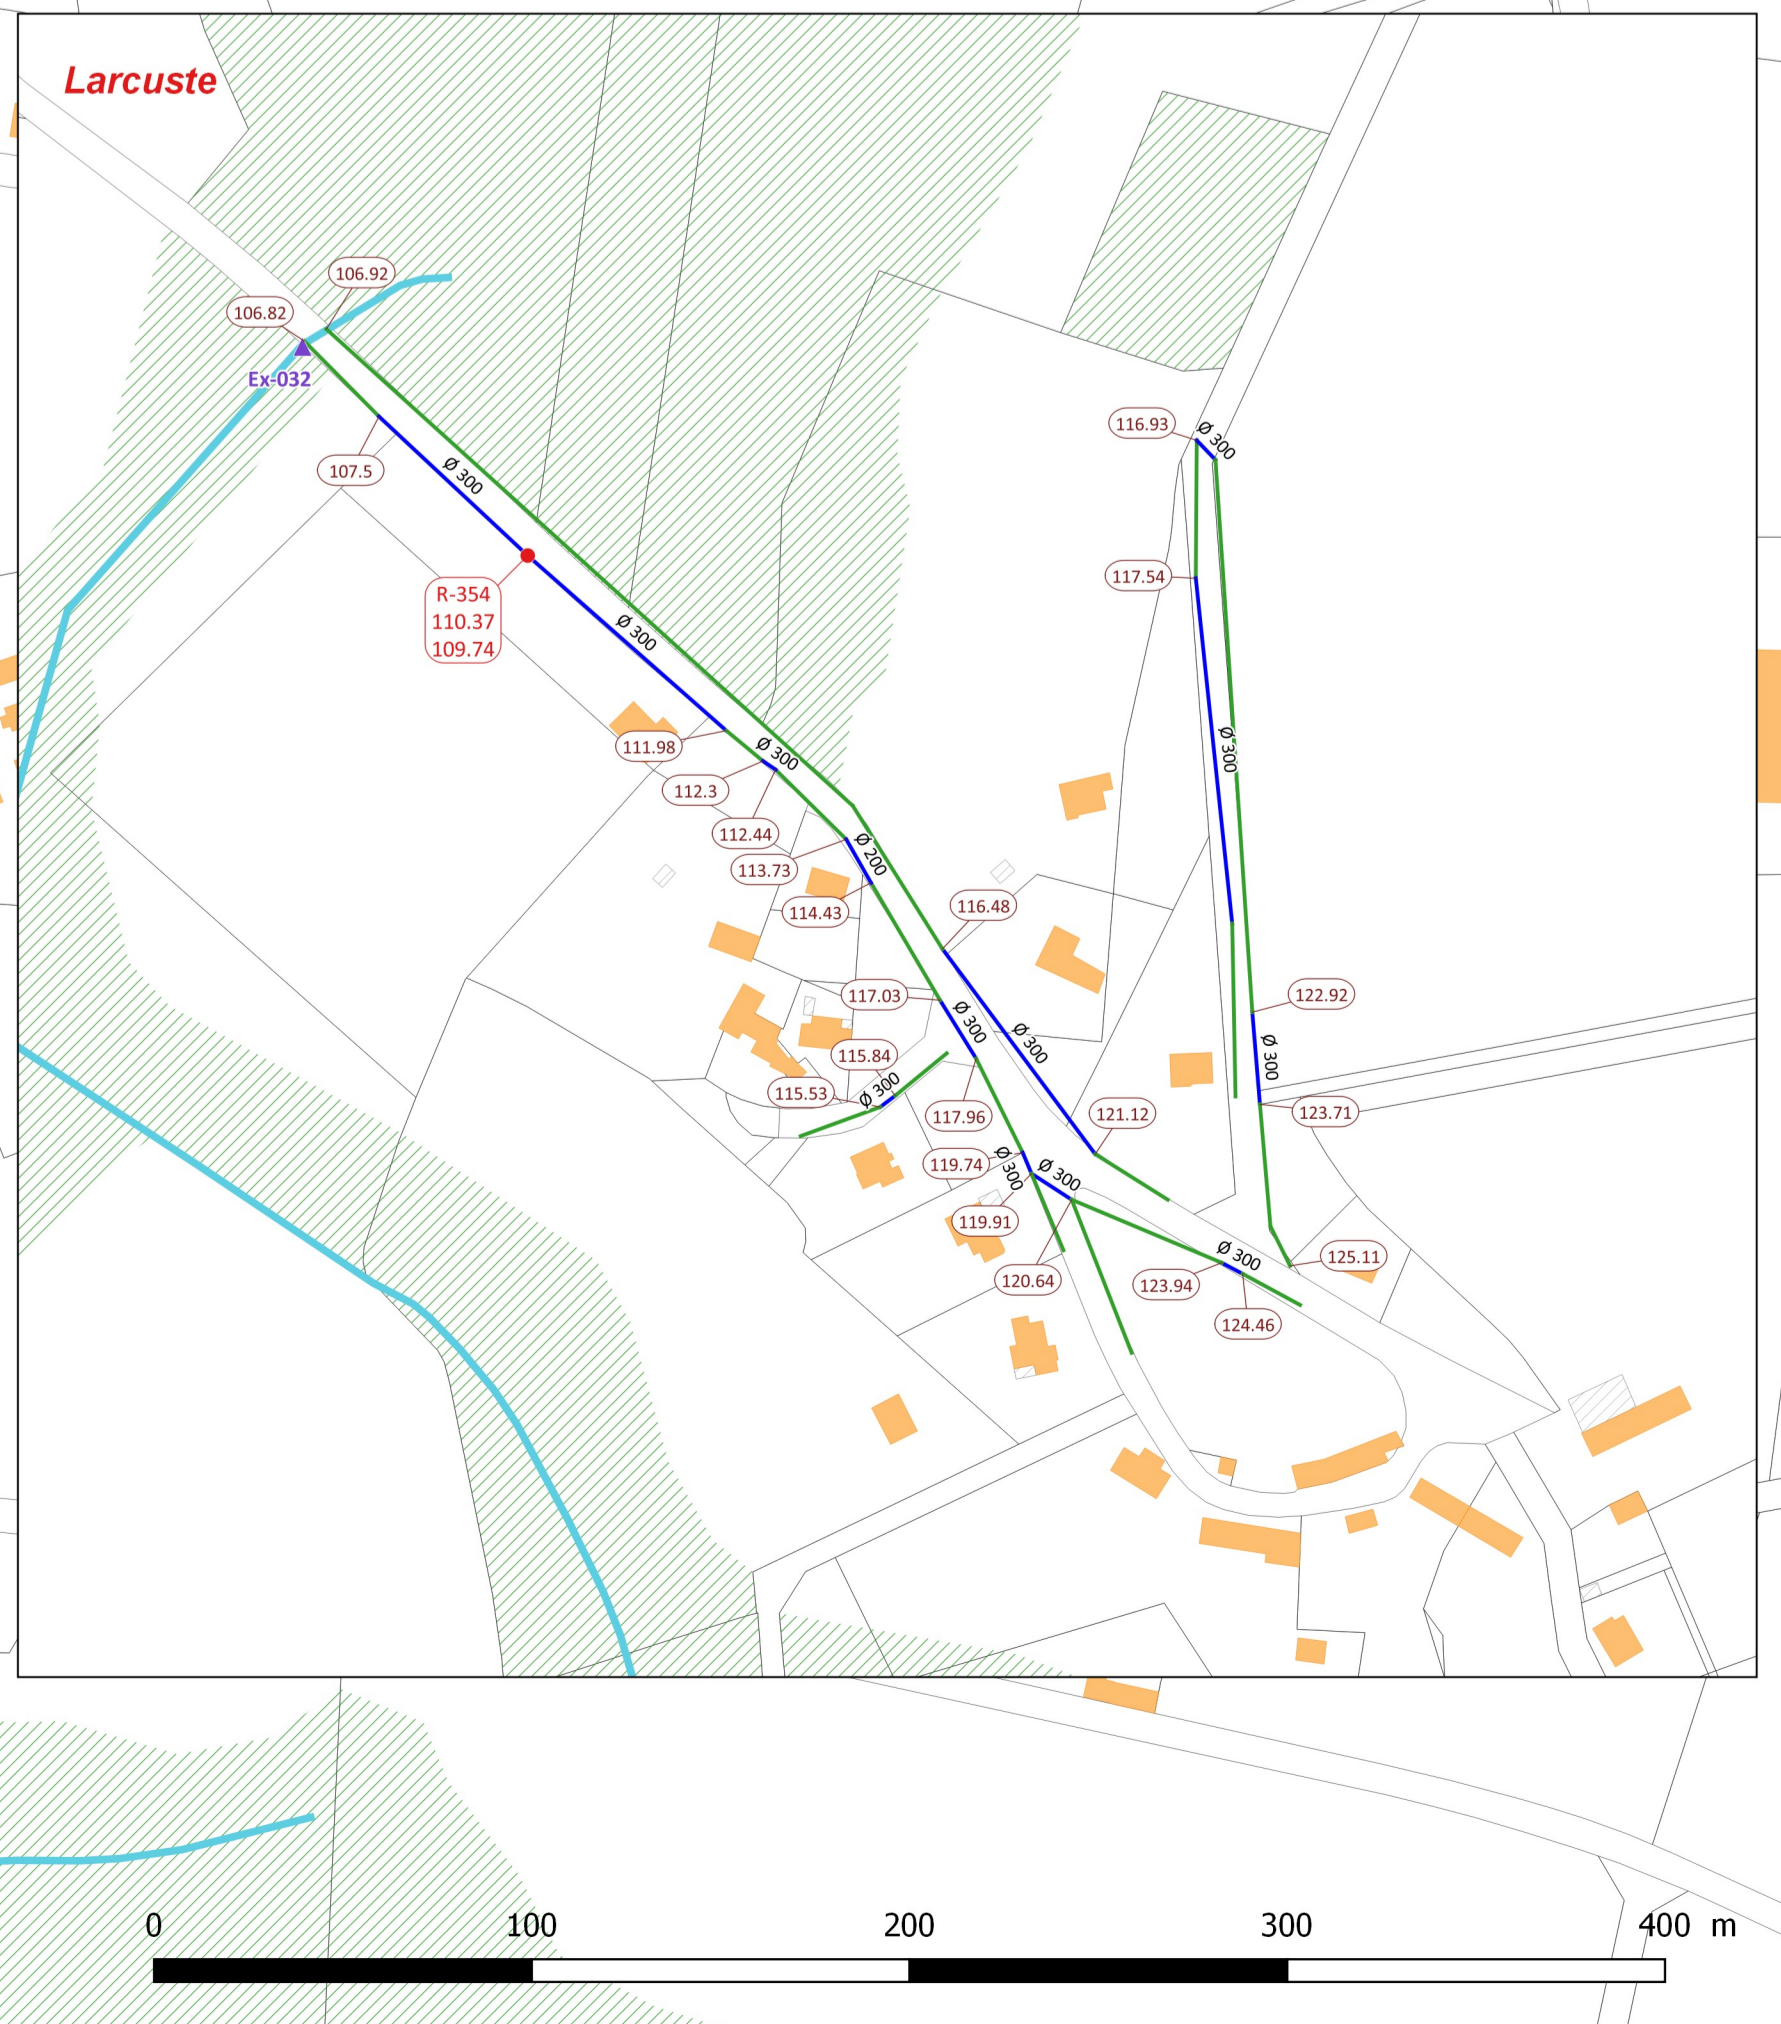 Larcuste
106.92
106.82
Ex-032
116.93
Ø 300
107.5
Ø 300
117.54
R-354
110.37
109.74
Ø 300
111.98
Ø 300
Ø 300
112.3
112.44
Ø 200
113.73
114.43
116.48
117.03
122.92
Ø 300
Ø 300
Ø 300
115.84
115.53
Ø 300
117.96
121.12
123.71
119.74
Ø 300
Ø 300
119.91
120.64
Ø 300
123.94
125.11
124.46
0 100 200 300 400 m